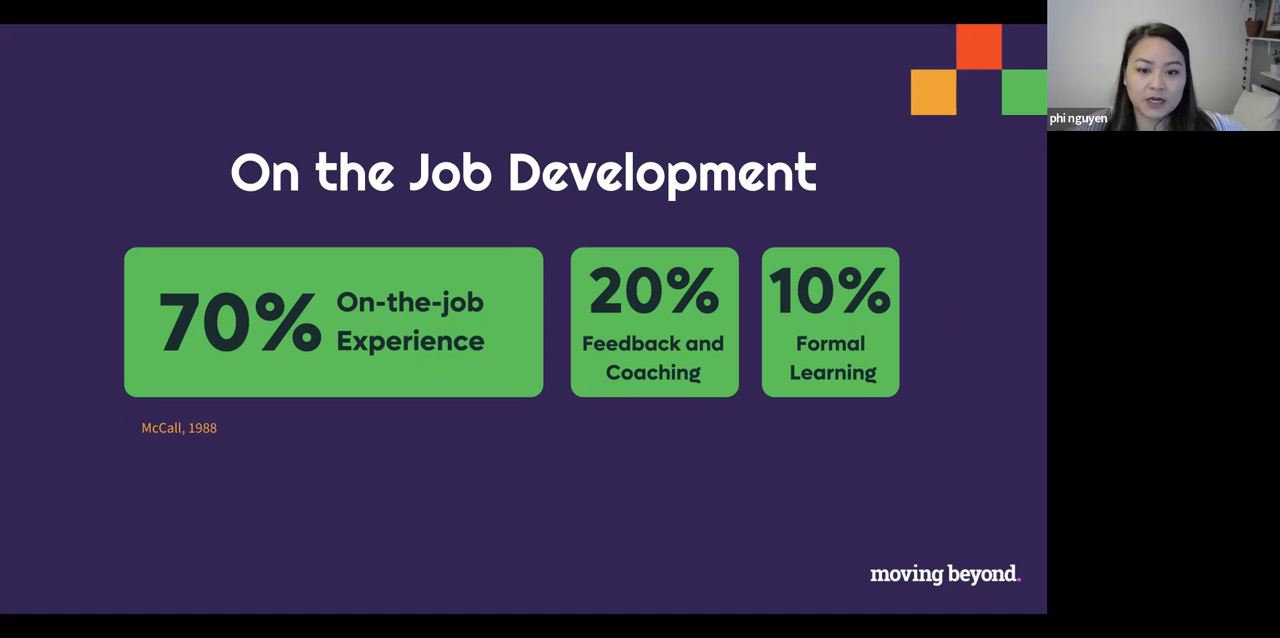 On the Job Development
70%
On-the-job
Experience
20%
Feedback and
Coaching
10%
Formal
Learning
McCall, 1988
moving beyond.
phi nguyen